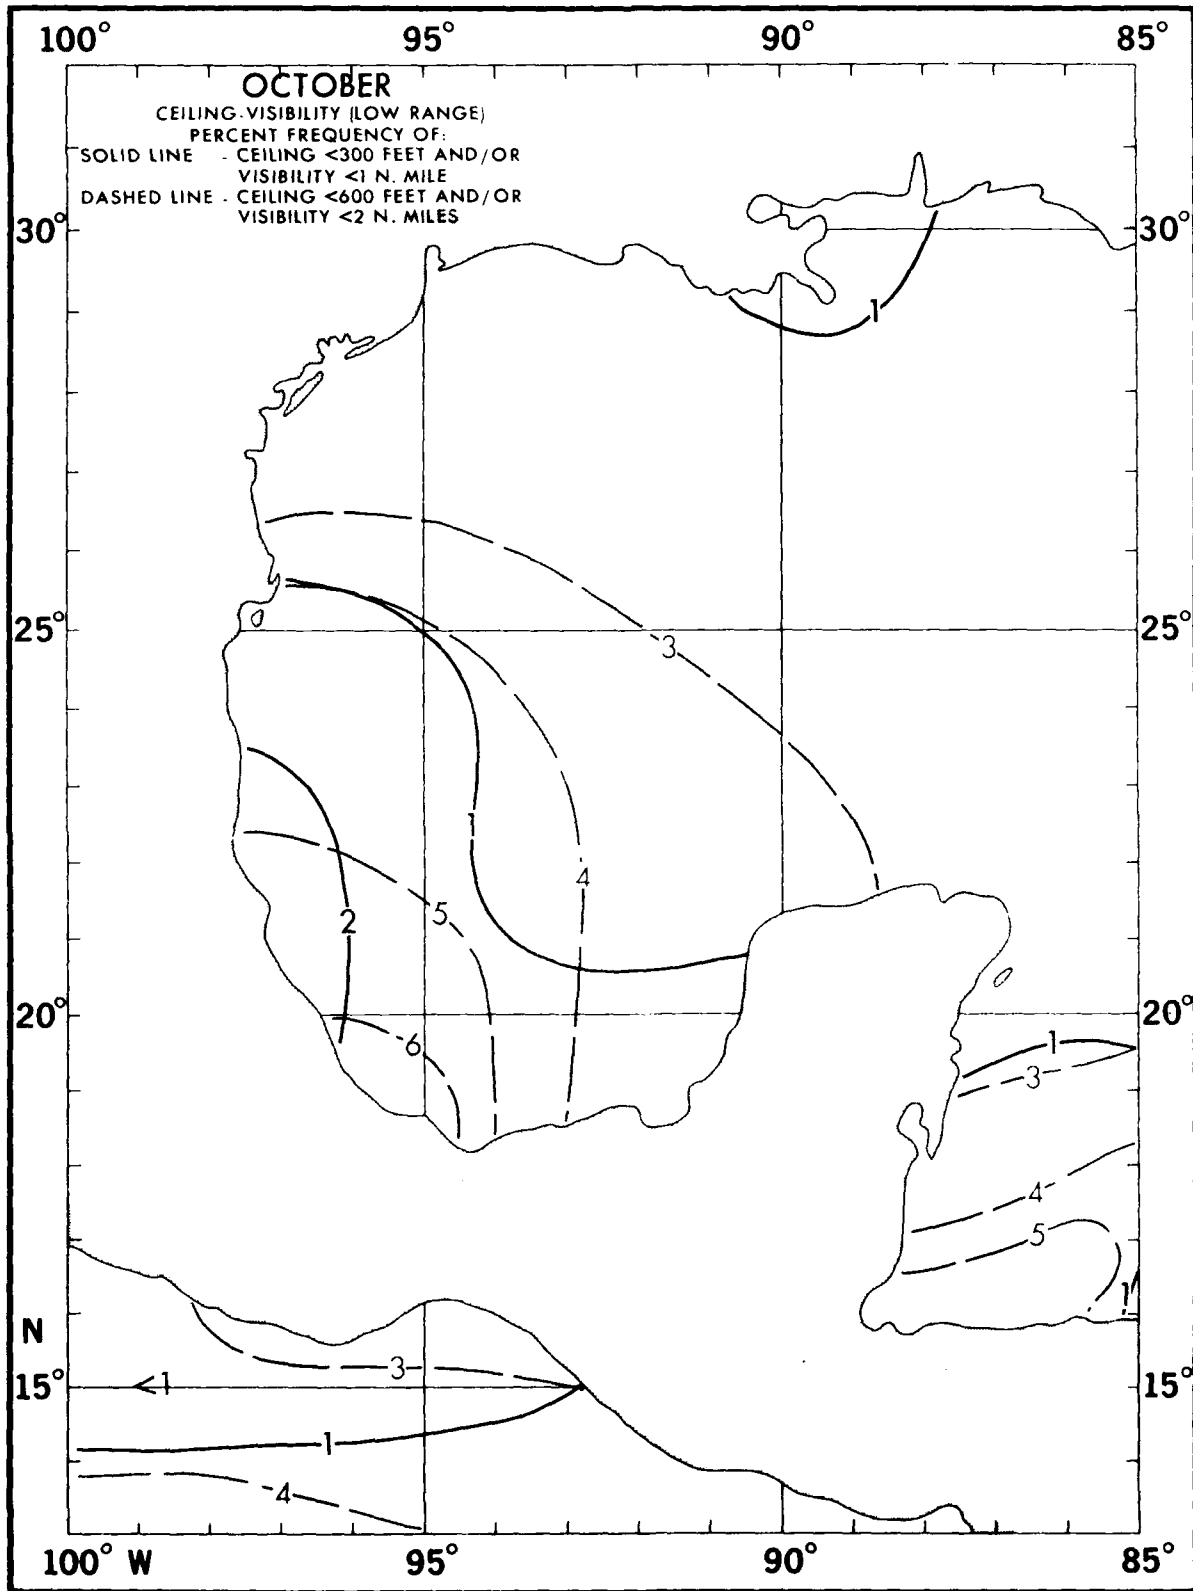 100° 95° 90° 85°
OCTOBER
CEILING-VISIBILITY (LOW RANGE)
PERCENT FREQUENCY OF:
SOLID LINE - CEILING <300 FEET AND/OR
VISIBILITY <1 N. MILE
DASHED LINE - CEILING <600 FEET AND/OR
VISIBILITY <2 N. MILES
30° 30°
1
25° 25°
3
1
4
2 5
20° 20°
6 1
3
4
5
1
N
3
15° <1 15°
1
4
100° W 95° 90° 85°